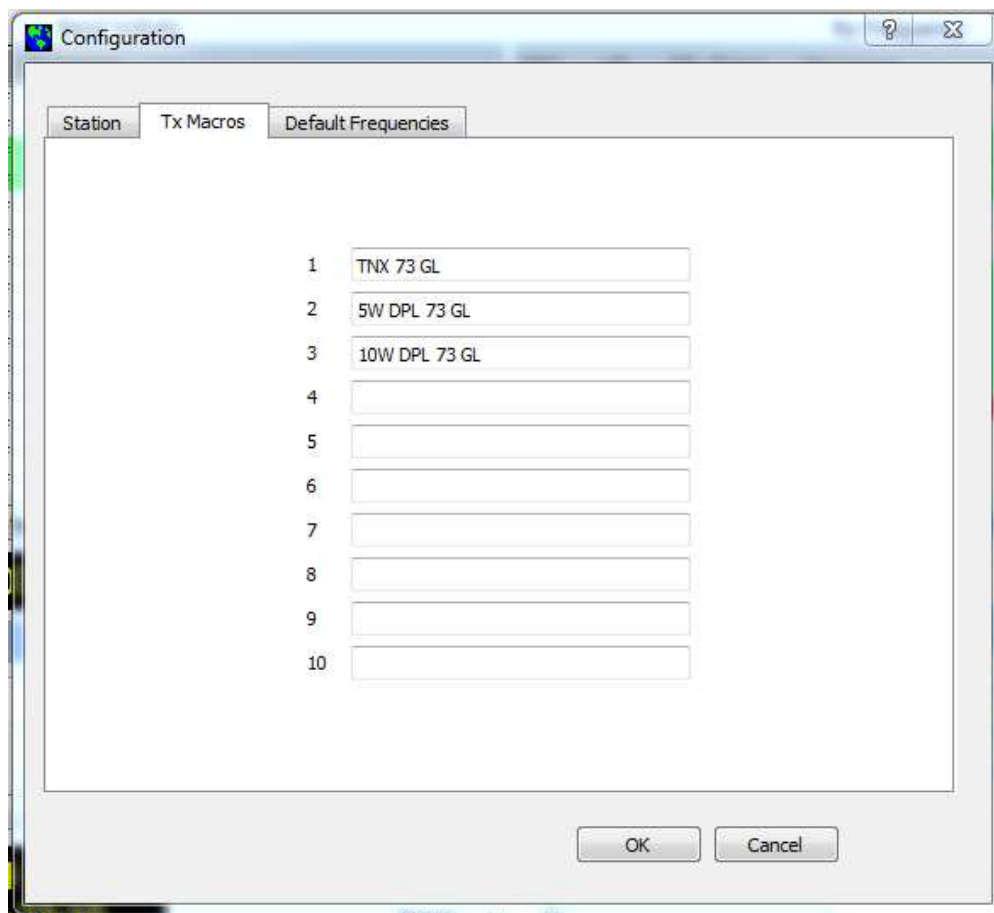 Configuration
Station Tx Macros Default Frequencies
1 TNX 73 GL
2 5W DPL 73 GL
3 10W DPL 73 GL
4
5
6
7
8
9
10
OK Cancel